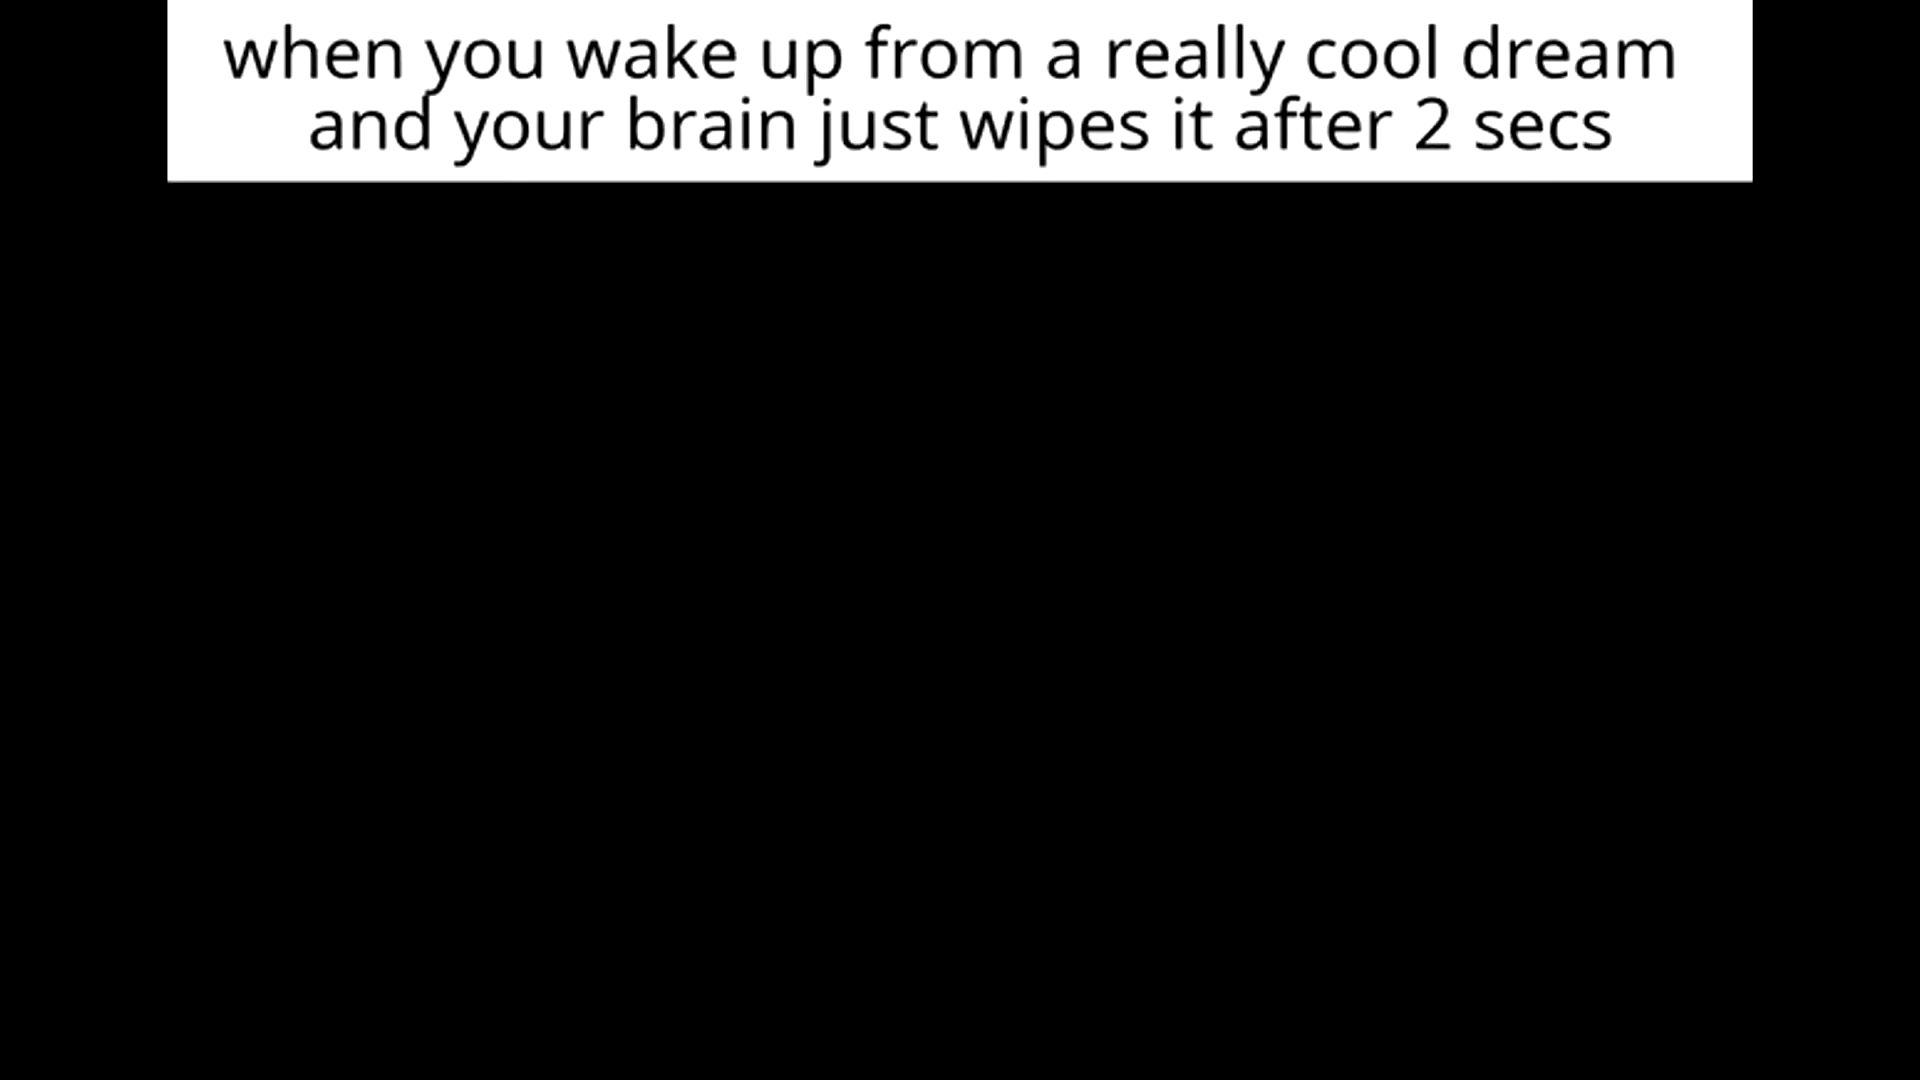 when you wake up from a really cool dream
and your brain just wipes it after 2 secs